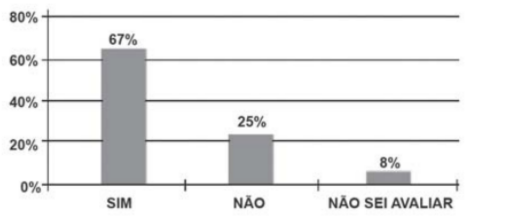 80%
67%
60%
40%
25%
20%
8%
0%
SIM
NÃO
NÃO SEI AVALIAR